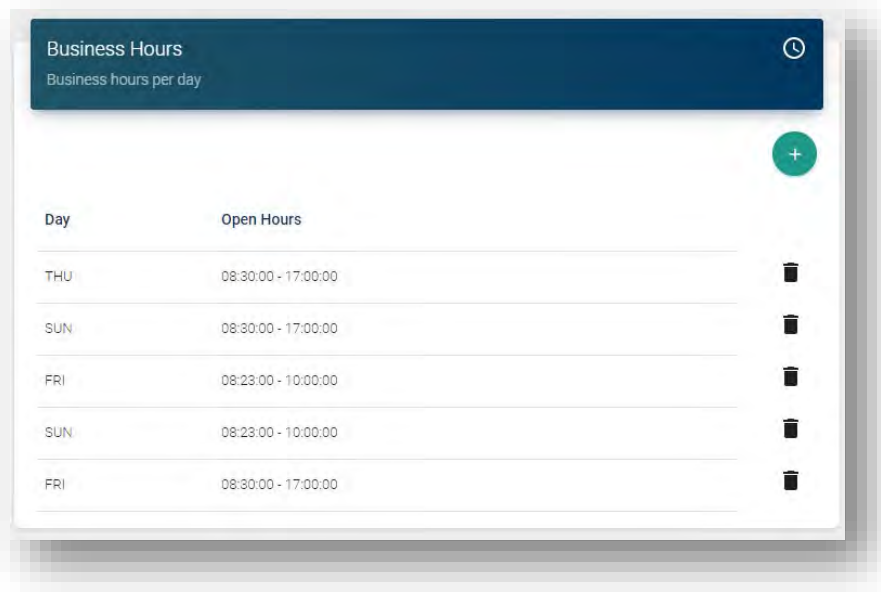 Business Hours
Business hours per day
+
Day Open Hours
THU 08:30:00 - 17:00:00
SUN 08:30:00 - 17:00:00
FRI 08:23:00 - 10:00:00
SUN 08:23:00 - 10:00:00
FRI 08:30:00 - 17:00:00